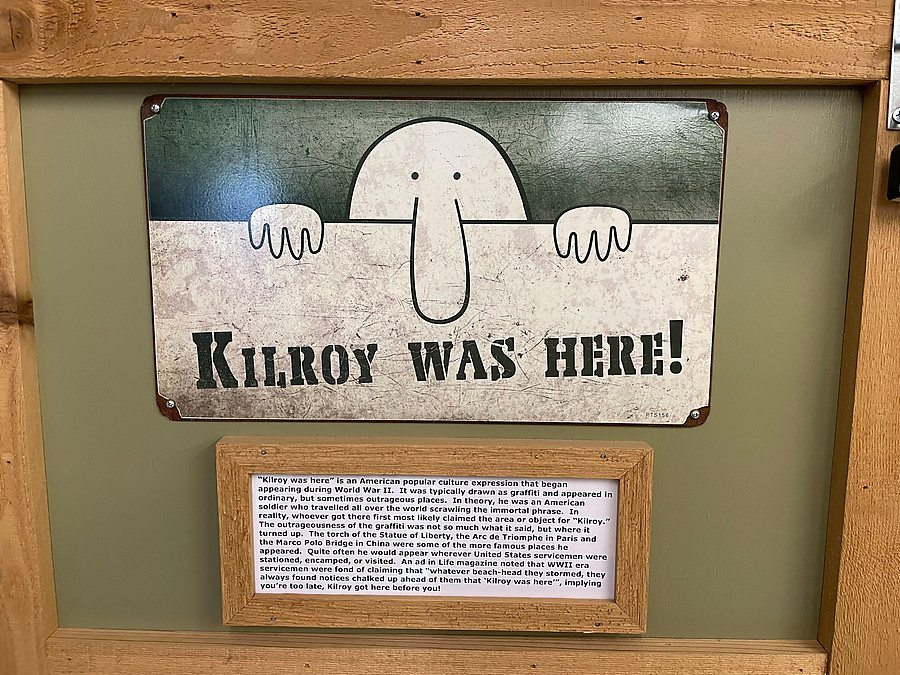 KILROY WAS HERE!
PTS156
“Kilroy was here” is an American popular culture expression that began
appearing during World War II.  It was typically drawn as graffiti and appeared in
ordinary, but sometimes outrageous places.  In theory, he was an American
soldier who travelled all over the world scrawling the immortal phrase.  In
reality, whoever got there first most likely claimed the area or object for “Kilroy.”
The outrageousness of the graffiti was not so much what it said, but where it
turned up.  The torch of the Statue of Liberty, the Arc de Triomphe in Paris and
the Marco Polo Bridge in China were some of the more famous places he
appeared.  Quite often he would appear wherever United States servicemen were
stationed, encamped, or visited.  An ad in Life magazine noted that WWII era
servicemen were fond of claiming that “whatever beach-head they stormed, they
always found notices chalked up ahead of them that ‘Kilroy was here’”, implying
you’re too late, Kilroy got here before you!